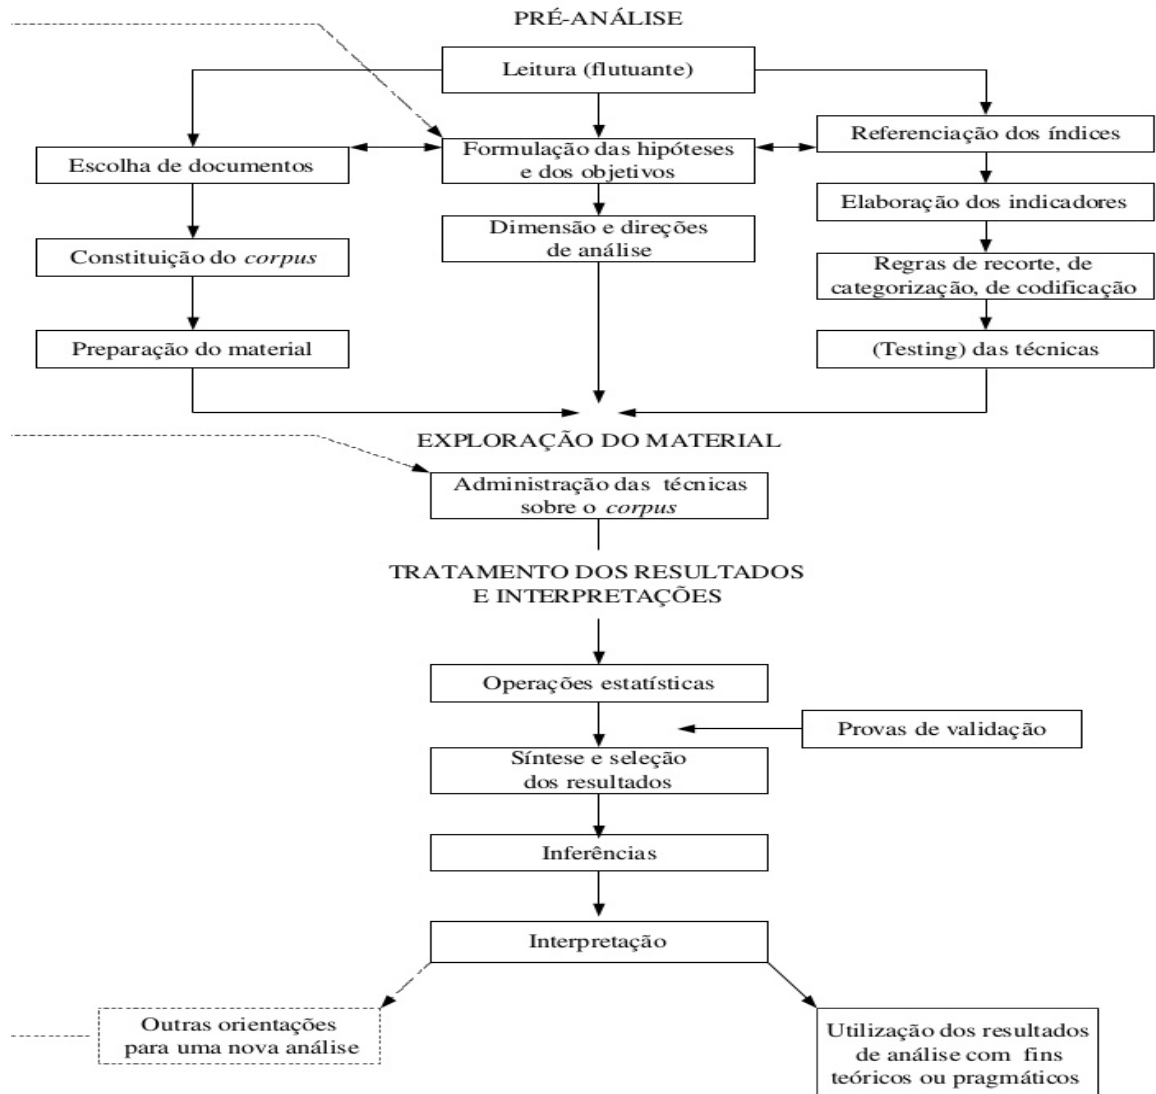 PRÉ-ANÁLISE
Leitura (flutuante)
Escolha de documentos
Formulação das hipóteses
e dos objetivos
Referenciação dos índices
Constituição do corpus
Dimensão e direções
de análise
Elaboração dos indicadores
Regras de recorte, de
categorização, de codificação
Preparação do material
(Testing) das técnicas
EXPLORAÇÃO DO MATERIAL
Administração das técnicas
sobre o corpus
TRATAMENTO DOS RESULTADOS
E INTERPRETAÇÕES
Operações estatísticas
Provas de validação
Síntese e seleção
dos resultados
Inferências
Interpretação
Outras orientações
para uma nova análise
Utilização dos resultados
de análise com fins
teóricos ou pragmáticos